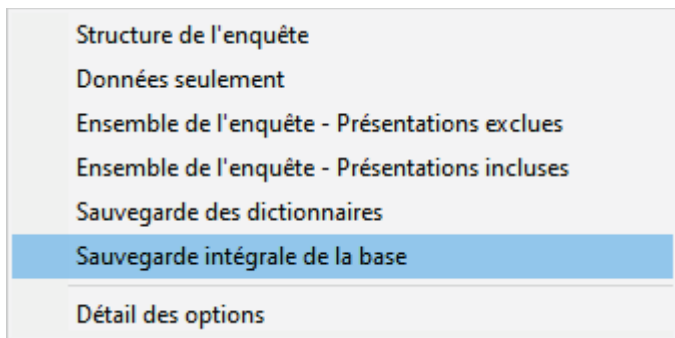 Structure de l'enquête
Données seulement
Ensemble de l'enquête - Présentations exclues
Ensemble de l'enquête - Présentations incluses
Sauvegarde des dictionnaires
Sauvegarde intégrale de la base
Détail des options